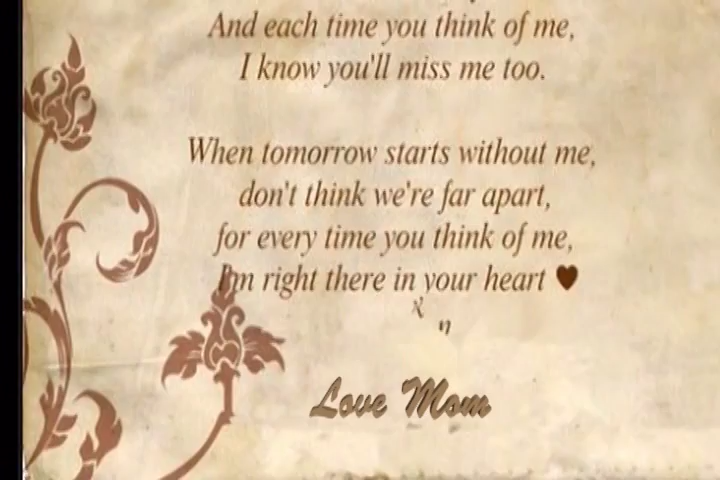 And each time you think of me,
I know you'll miss me too.
When tomorrow starts without me,
don't think we're far apart,
for every time you think of me,
I'm right there in your heart ♥
Love Mom